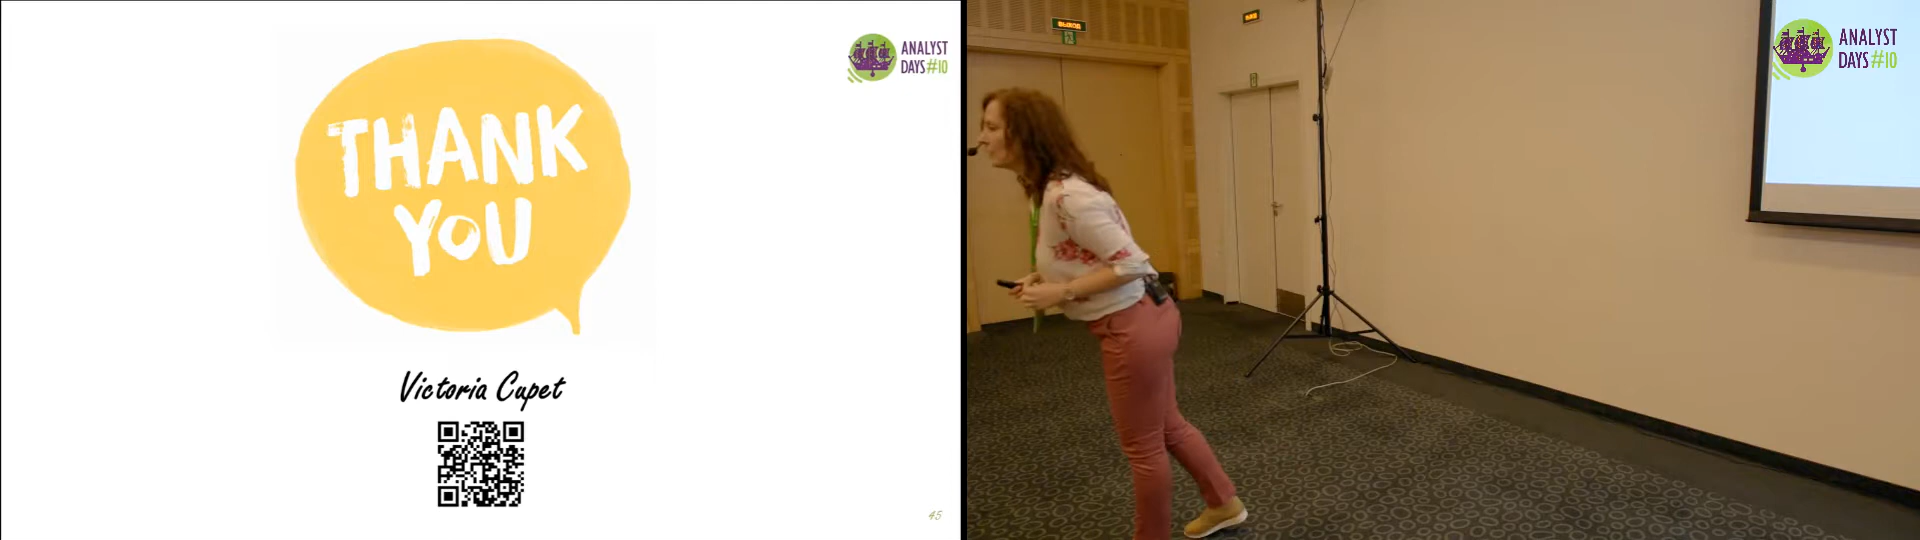 THANK
YOU
Victoria Cupet
45
ANALYST
DAYS#10
ANALYST
DAYS#10